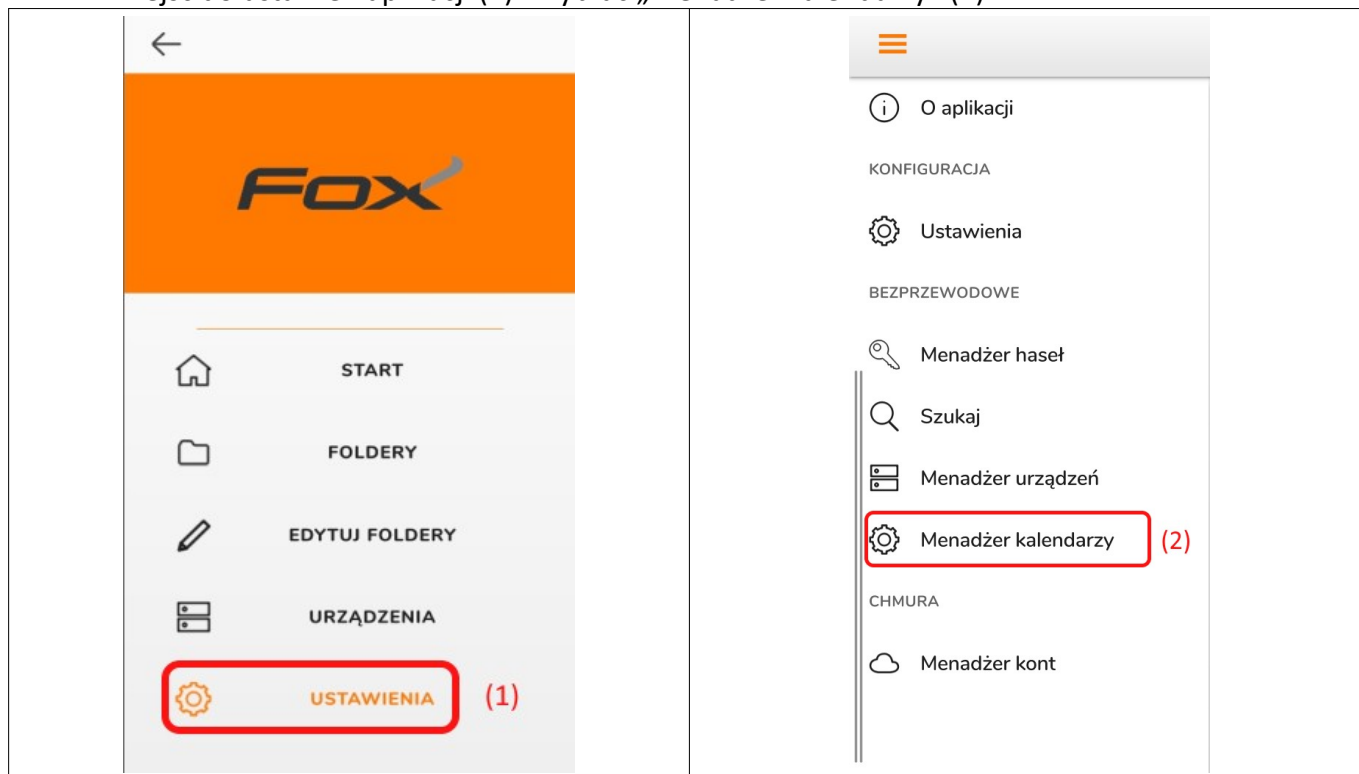 Fox
START
FOLDERY
EDYTUJ FOLDERY
URZĄDZENIA
USTAWIENIA (1)
O aplikacji
KONFIGURACJA
Ustawienia
BEZPRZEWODOWE
Menadżer haseł
Szukaj
Menadżer urządzeń
Menadżer kalendarzy (2)
CHMURA
Menadżer kont